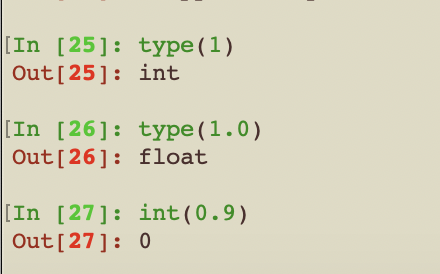 [In [25]: type(1)
Out[25]: int
[In [26]: type(1.0)
Out[26]: float
[In [27]: int(0.9)
Out[27]: 0